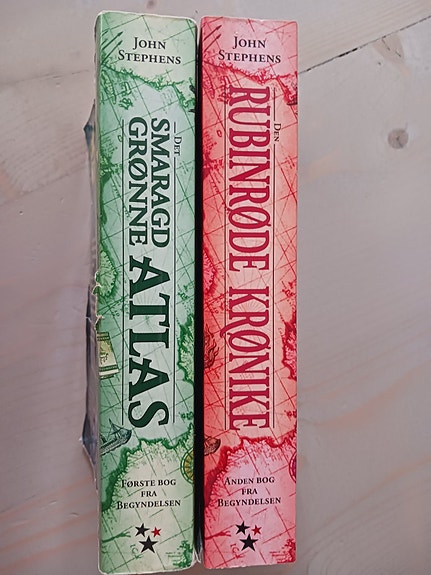 JOHN
STEPHENS
DET
SMARAGD
GRØNNE
ATLAS
FØRSTE BOG
FRA
BEGYNDELSEN
JOHN
STEPHENS
DEN
RUBINRØDE KRØNIKE
ANDEN BOG
FRA
BEGYNDELSEN